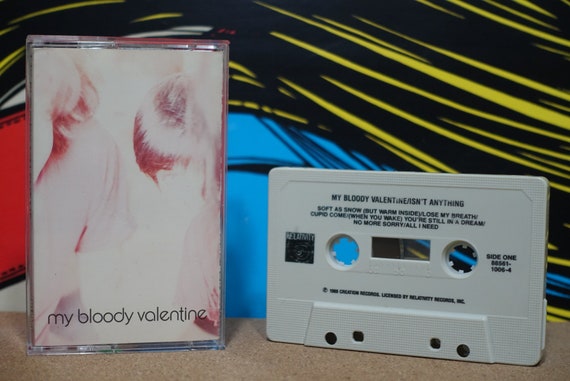 my bloody valentine
MY BLOODY VALENTINE/ISN'T ANYTHING
SOFT AS SNOW (BUT WARM INSIDE)/LOSE MY BREATH/
CUPID COME/(WHEN YOU WAKE) YOU'RE STILL IN A DREAM/
NO MORE SORRY/ALL I NEED
RELATIVITY
SIDE ONE
88561-
1006-4
© 1988 CREATION RECORDS. LICENSED BY RELATIVITY RECORDS, INC.